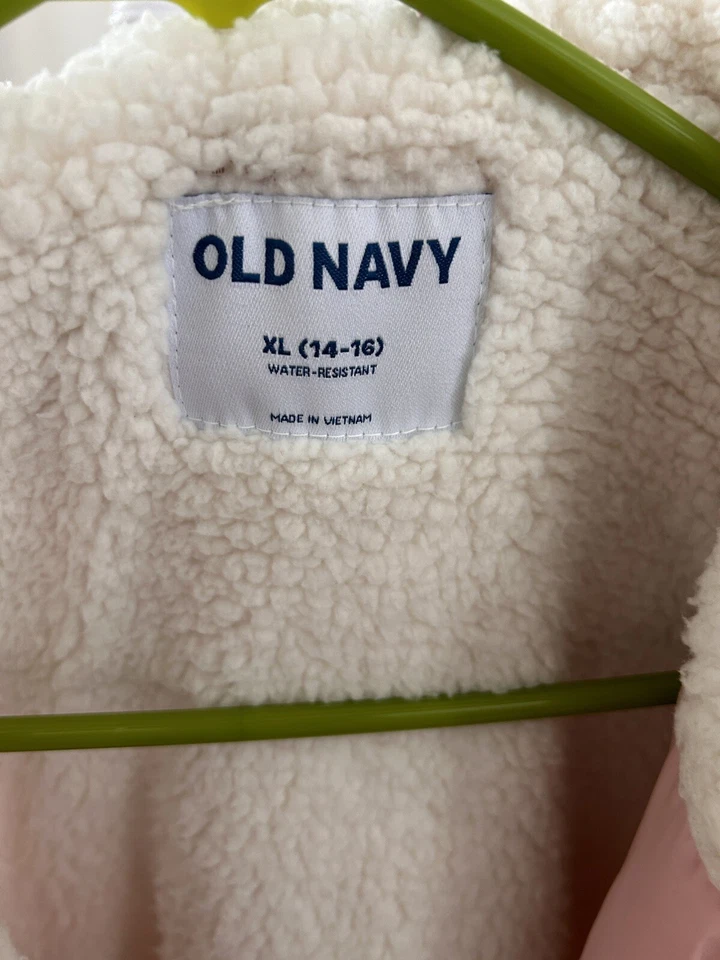 OLD NAVY
XL (14-16)
WATER-RESISTANT
MADE IN VIETNAM